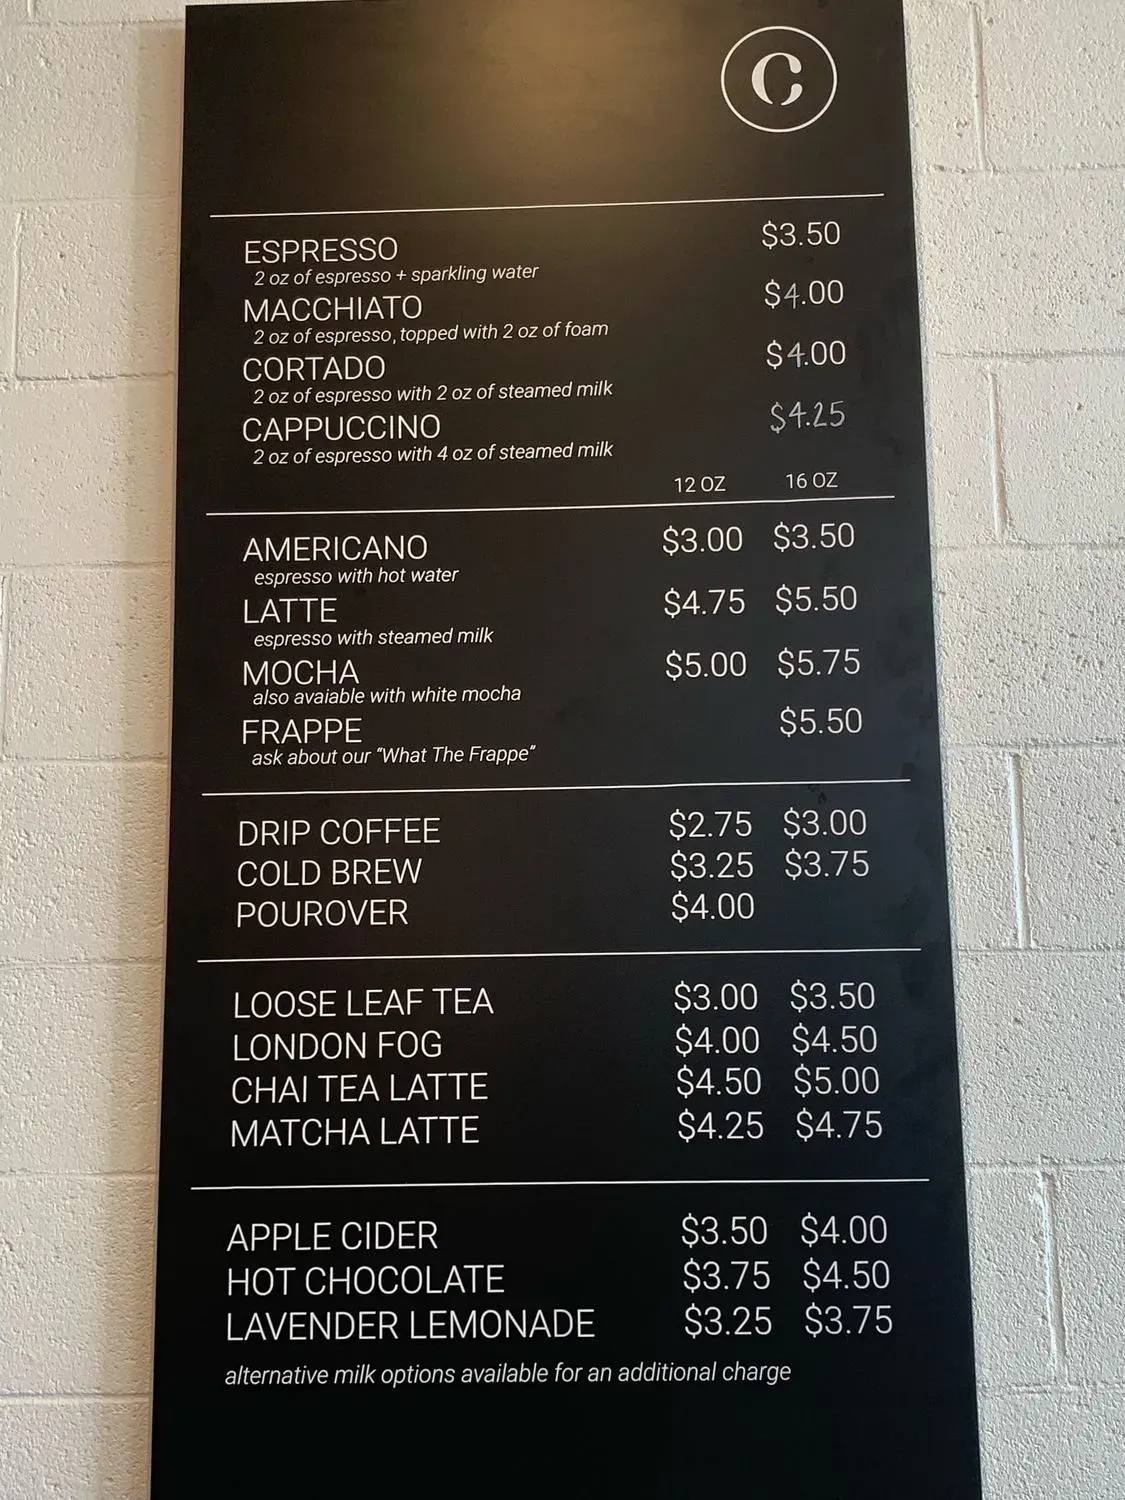 C
ESPRESSO $3.50
2 oz of espresso + sparkling water
MACCHIATO $4.00
2 oz of espresso, topped with 2 oz of foam
CORTADO $4.00
2 oz of espresso with 2 oz of steamed milk
CAPPUCCINO $4.25
2 oz of espresso with 4 oz of steamed milk
12 OZ 16 OZ
AMERICANO $3.00 $3.50
espresso with hot water
LATTE $4.75 $5.50
espresso with steamed milk
MOCHA $5.00 $5.75
also avaiable with white mocha
FRAPPE $5.50
ask about our "What The Frappe"
DRIP COFFEE $2.75 $3.00
COLD BREW $3.25 $3.75
POUROVER $4.00
LOOSE LEAF TEA $3.00 $3.50
LONDON FOG $4.00 $4.50
CHAI TEA LATTE $4.50 $5.00
MATCHA LATTE $4.25 $4.75
APPLE CIDER $3.50 $4.00
HOT CHOCOLATE $3.75 $4.50
LAVENDER LEMONADE $3.25 $3.75
alternative milk options available for an additional charge